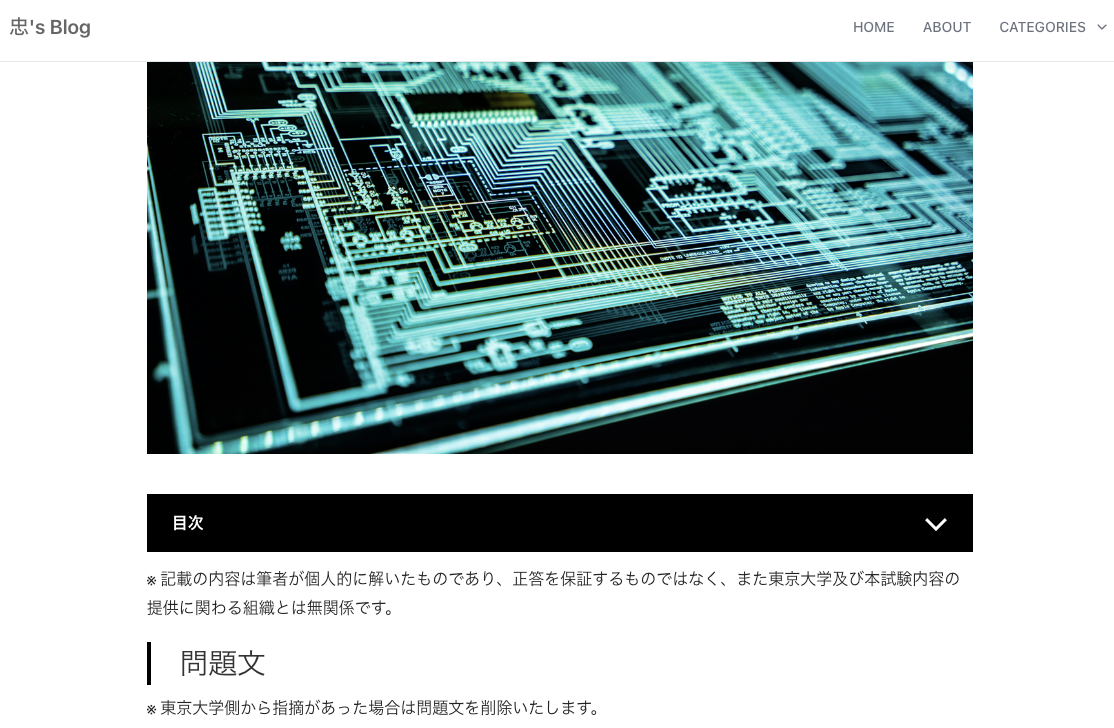 忠's Blog
HOME ABOUT CATEGORIES
目次
※ 記載の内容は筆者が個人的に解いたものであり、正答を保証するものではなく、また東京大学及び本試験内容の
提供に関わる組織とは無関係です。
問題文
※ 東京大学側から指摘があった場合は問題文を削除いたします。